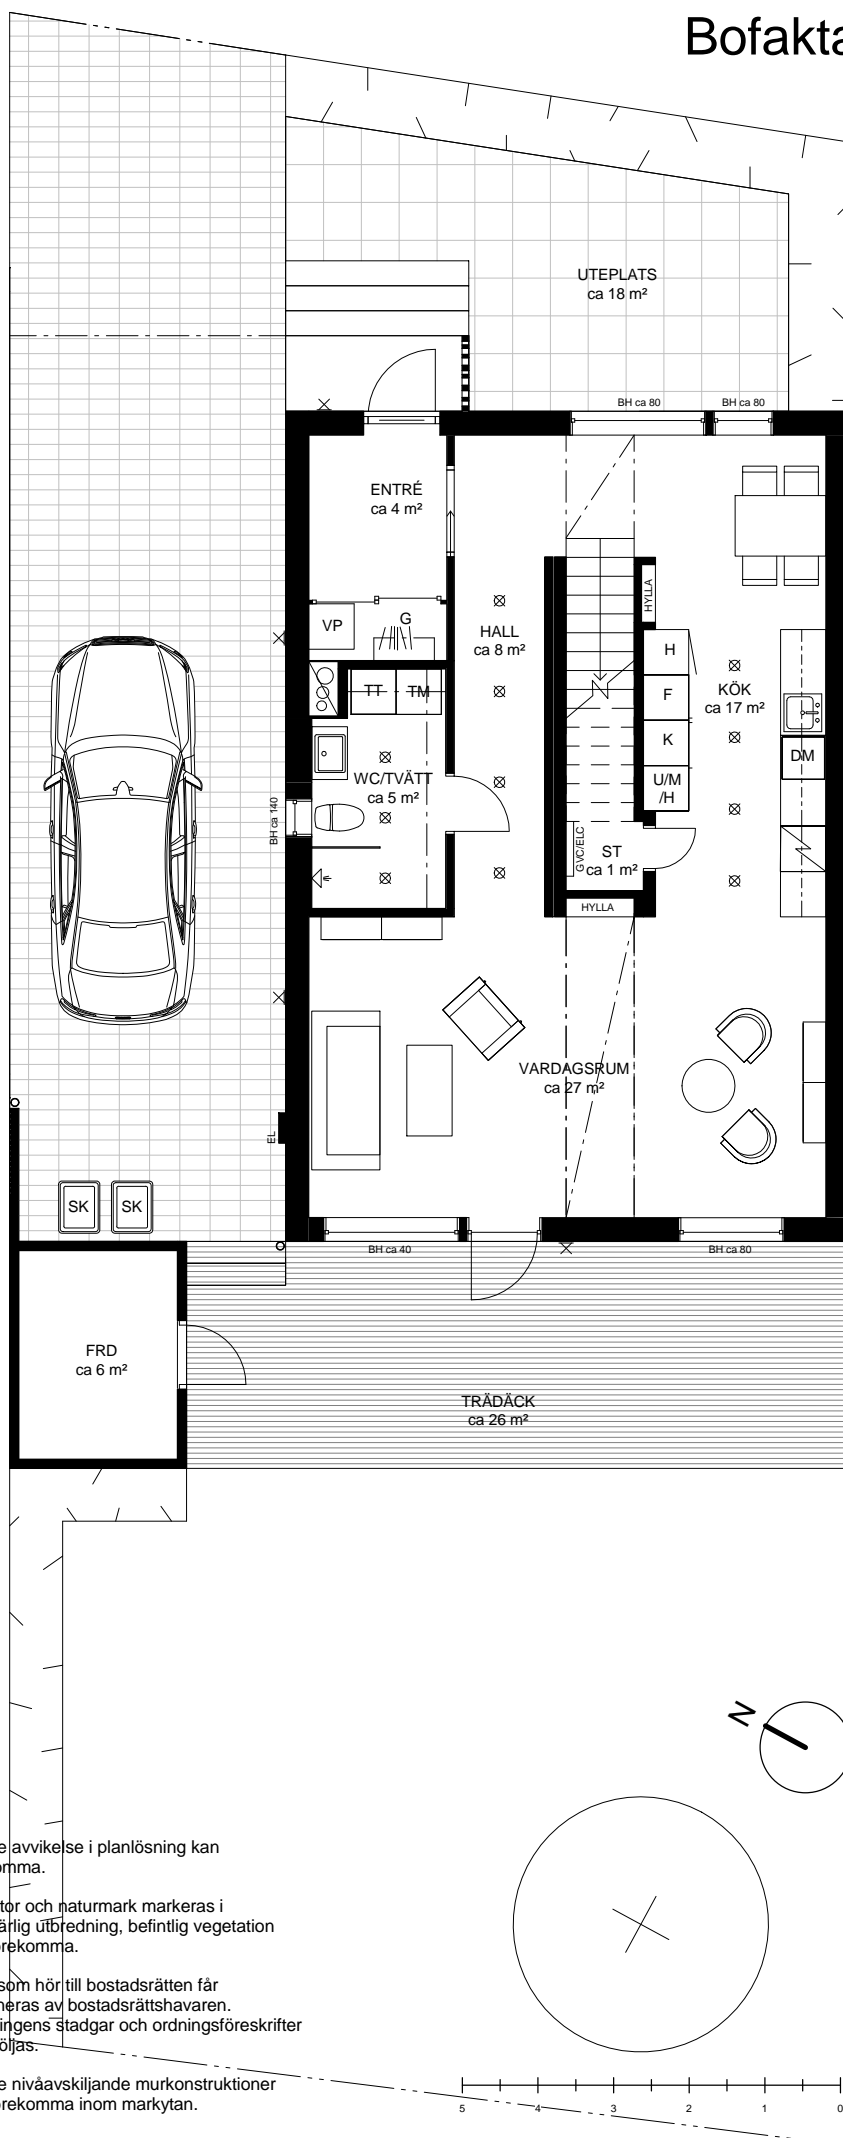 Bofakta
UTEPLATS
ca 18 m²
BH ca 80
BH ca 80
ENTRÉ
ca 4 m²
HYLLA
VP
G
HALL
ca 8 m²
H
F
KÖK
ca 17 m²
TT
TM
K
DM
WC/TVÄTT
ca 5 m²
U/M
/H
BH ca 140
GVC/ELC
ST
ca 1 m²
HYLLA
VARDAGSRUM
ca 27 m²
EL
SK
SK
BH ca 40
BH ca 80
FRD
ca 6 m²
TRÄDÄCK
ca 26 m²
N
e avvikelse i planlösning kan
omma.
tor och naturmark markeras i
ärlig utbredning, befintlig vegetation
örekomma.
som hör till bostadsrätten får
neras av bostadsrättshavaren.
ingens stadgar och ordningsföreskrifter
öljas.
e nivåavskiljande murkonstruktioner
örekomma inom markytan.
5 4 3 2 1 0